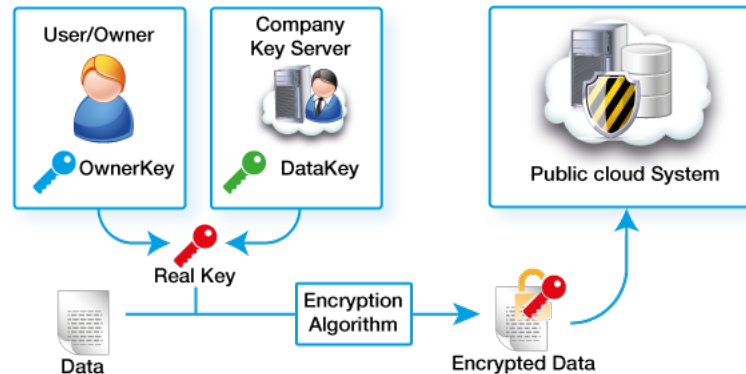 User/Owner
OwnerKey
Company
Key Server
DataKey
Public cloud System
Real Key
Data
Encryption
Algorithm
Encrypted Data